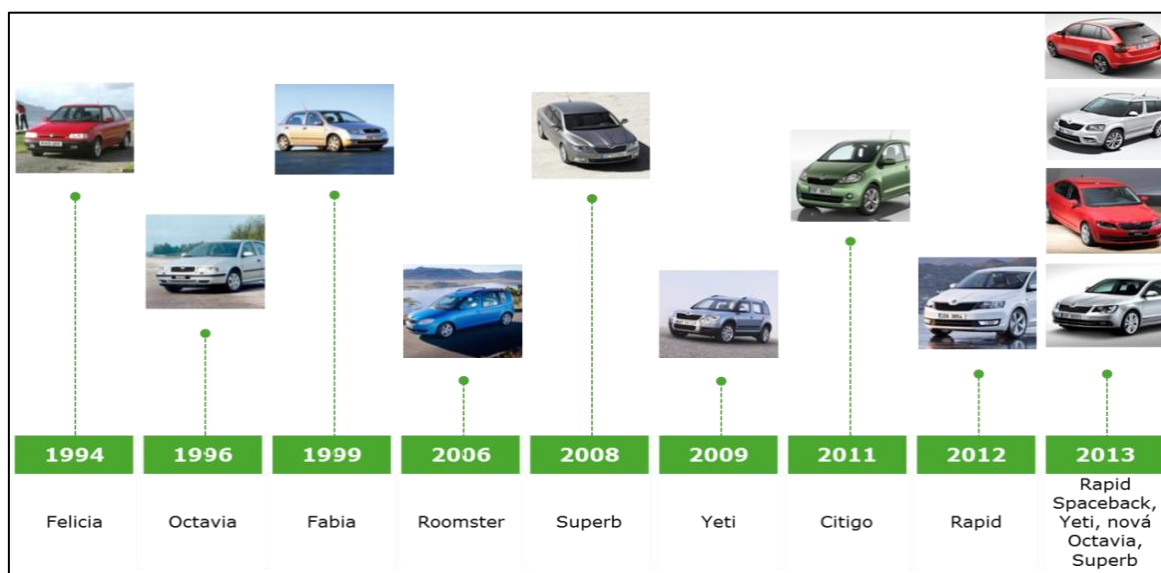 1994
1996
1999
2006
2008
2009
2011
2012
2013
Felicia
Octavia
Fabia
Roomster
Superb
Yeti
Citigo
Rapid
Rapid
Spaceback,
Yeti, nová
Octavia,
Superb